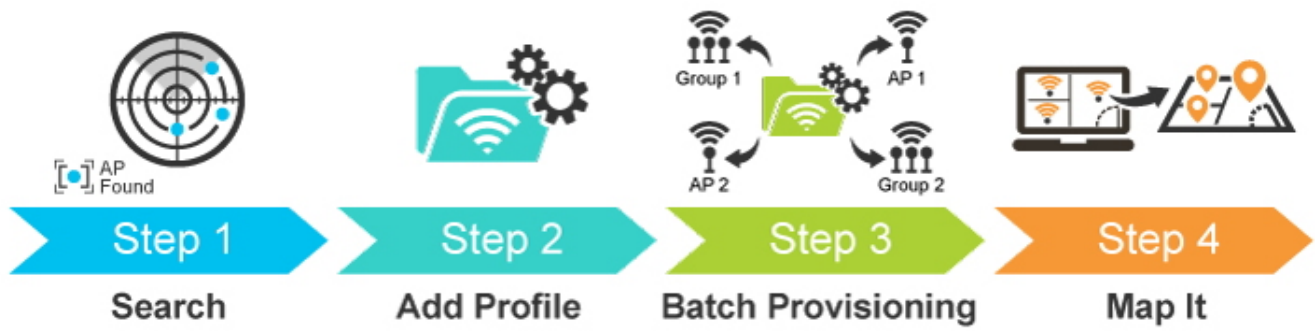 AP
Found
Group 1
AP 1
AP 2
Group 2
Step 1
Step 2
Step 3
Step 4
Search
Add Profile
Batch Provisioning
Map It